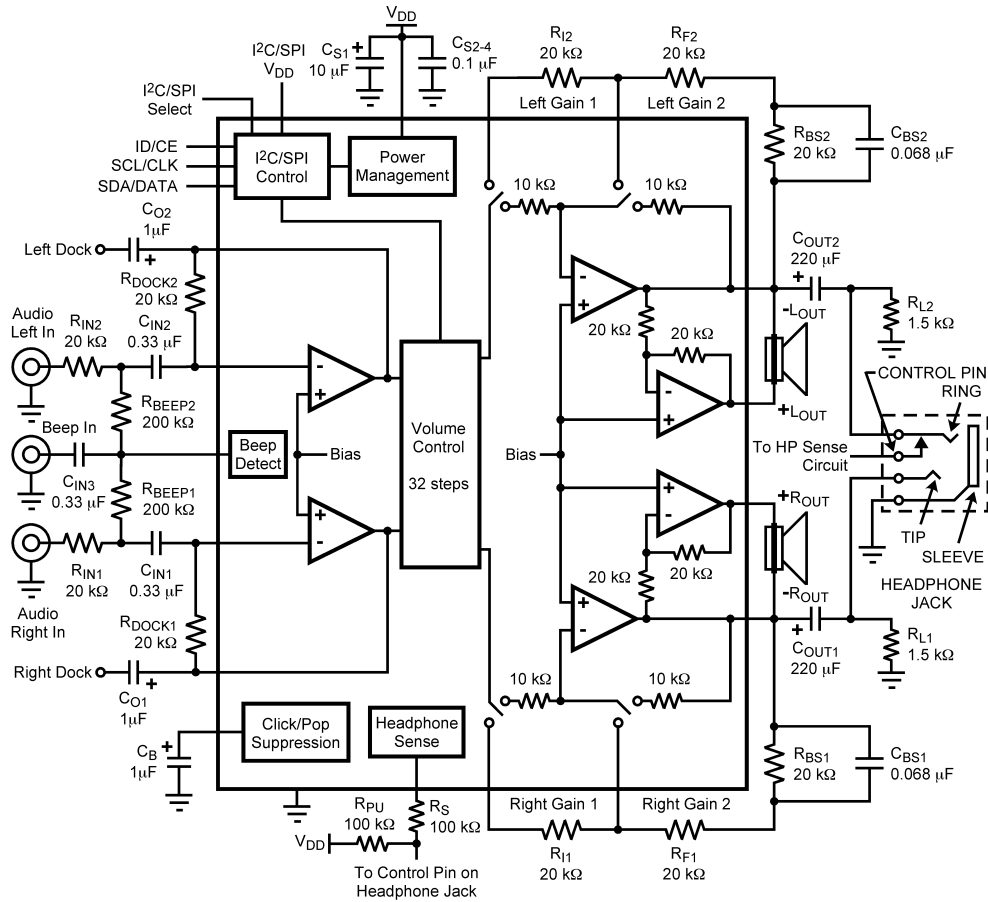 VDD
RI2
20 kΩ
RF2
20 kΩ
I²C/SPI
VDD
CS1
10 µF
+
CS2-4
0.1 µF
I²C/SPI
Select
Left Gain 1
Left Gain 2
RBS2
20 kΩ
CBS2
0.068 µF
ID/CE
SCL/CLK
SDA/DATA
I²C/SPI
Control
Power
Management
10 kΩ
10 kΩ
CO2
1µF
+
Left Dock
RDOCK2
20 kΩ
-
+
COUT2
220 µF
+
-LOUT
RL2
1.5 kΩ
Audio
Left In
RIN2
20 kΩ
CIN2
0.33 µF
20 kΩ
20 kΩ
-
+
-
+
+LOUT
CONTROL PIN
RING
RBEEP2
200 kΩ
Volume
Control
32 steps
Beep In
CIN3
0.33 µF
Beep
Detect
Bias
Bias
To HP Sense
Circuit
RBEEP1
200 kΩ
+
-
+
-
+ROUT
TIP
SLEEVE
HEADPHONE
JACK
RIN1
20 kΩ
CIN1
0.33 µF
20 kΩ
20 kΩ
-ROUT
Audio
Right In
RDOCK1
20 kΩ
+
-
+
COUT1
220 µF
RL1
1.5 kΩ
Right Dock
CO1
1µF
+
10 kΩ
10 kΩ
Click/Pop
Suppression
Headphone
Sense
CB
1µF
+
RBS1
20 kΩ
CBS1
0.068 µF
RPU
100 kΩ
RS
100 kΩ
Right Gain 1
Right Gain 2
VDD
RI1
20 kΩ
RF1
20 kΩ
To Control Pin on
Headphone Jack